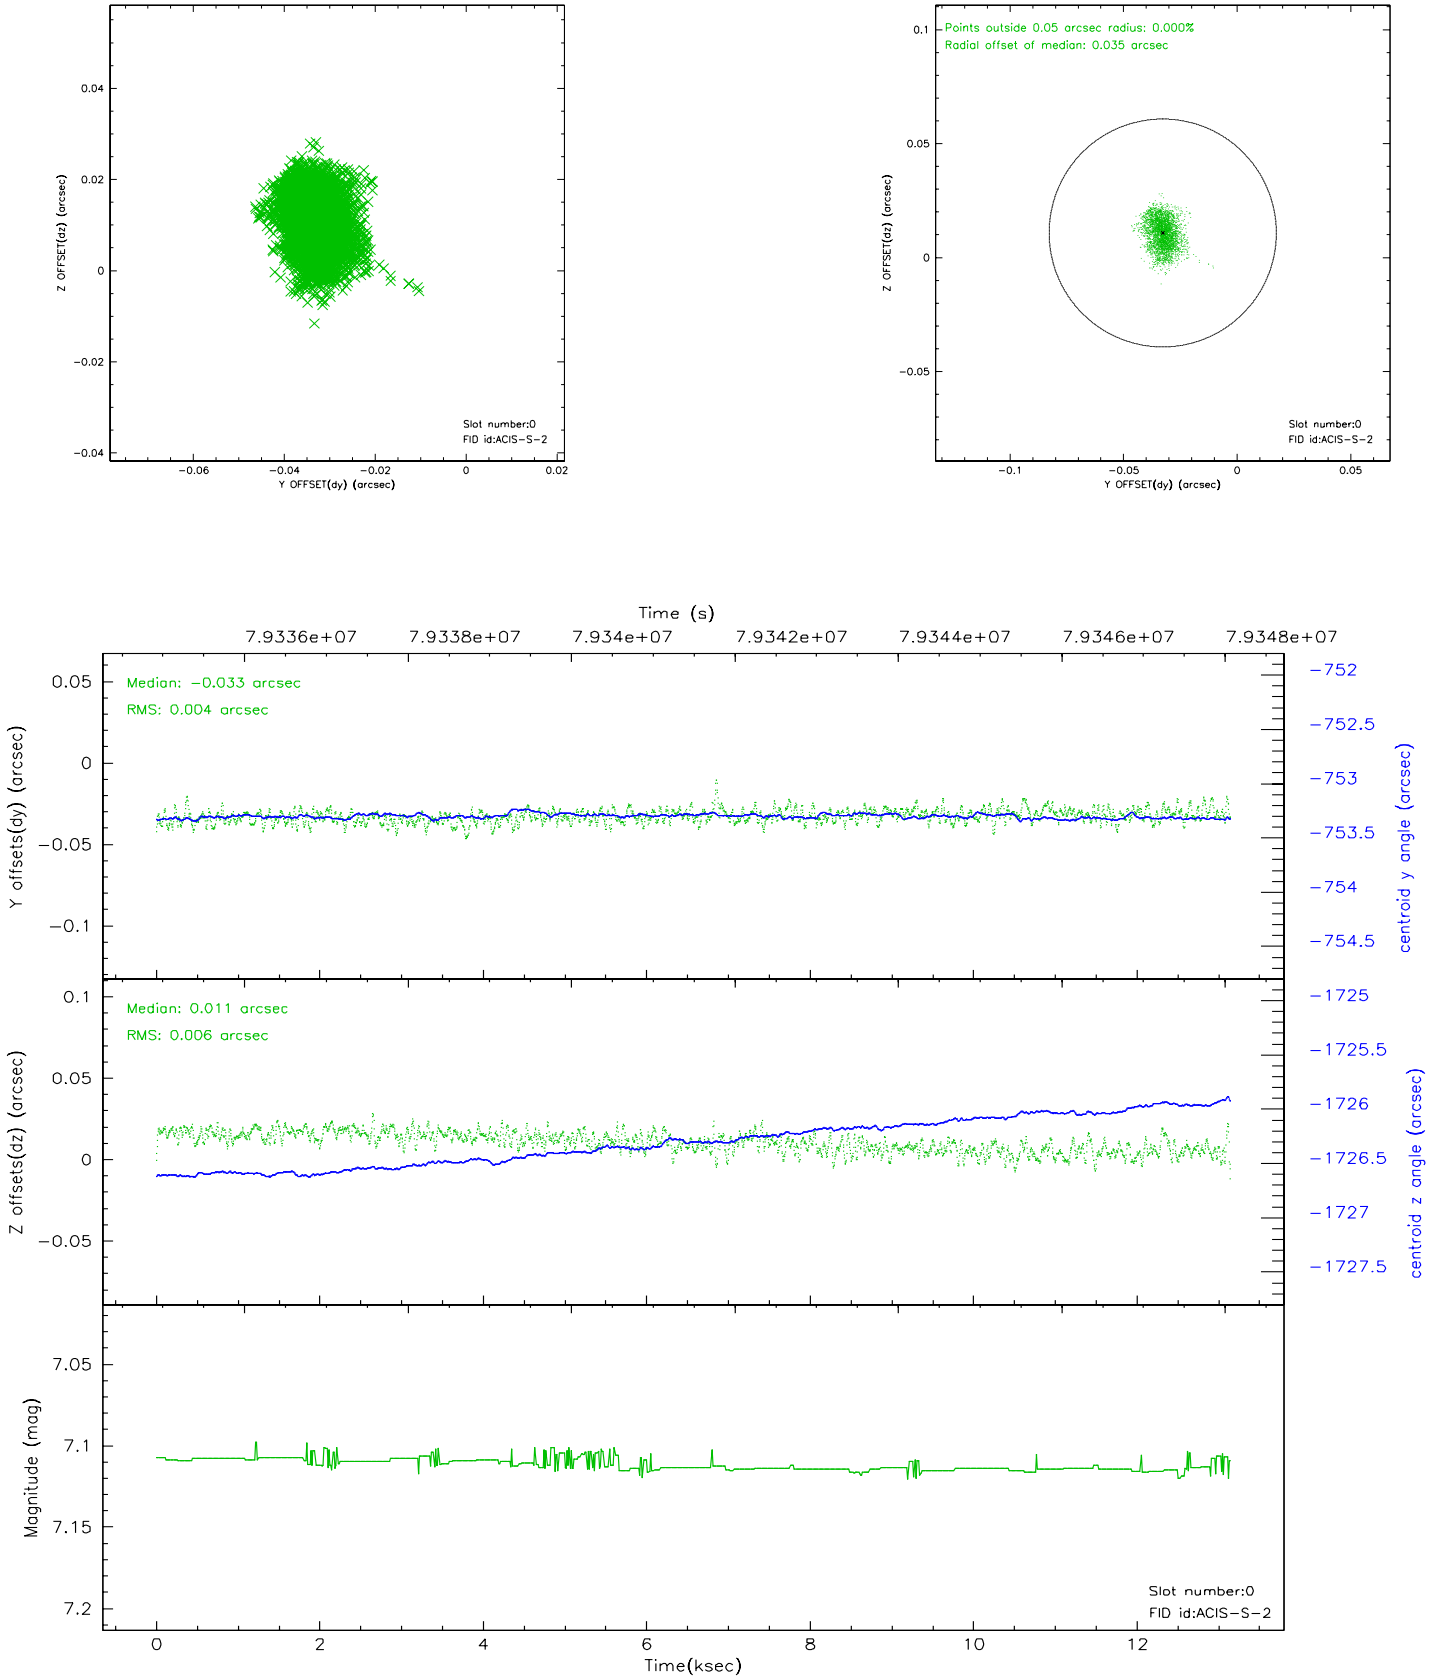 0.04
0.02
0
−0.02
−0.04
Z OFFSET(dz) (arcsec)
Slot number:0
FID id:ACIS−S−2
−0.06
−0.04
−0.02
0
0.02
Y OFFSET(dy) (arcsec)
Points outside 0.05 arcsec radius: 0.000%
Radial offset of median: 0.035 arcsec
0.1
0.05
0
−0.05
Z OFFSET(dz) (arcsec)
Slot number:0
FID id:ACIS−S−2
−0.1
−0.05
0
0.05
Y OFFSET(dy) (arcsec)
Time (s)
7.9336e+07
7.9338e+07
7.934e+07
7.9342e+07
7.9344e+07
7.9346e+07
7.9348e+07
Median: −0.033 arcsec
RMS: 0.004 arcsec
0.05
0
−0.05
−0.1
Y offsets(dy) (arcsec)
−752
−752.5
−753
−753.5
−754
−754.5
centroid y angle (arcsec)
Median: 0.011 arcsec
RMS: 0.006 arcsec
0.1
0.05
0
−0.05
Z offsets(dz) (arcsec)
−1725
−1725.5
−1726
−1726.5
−1727
−1727.5
centroid z angle (arcsec)
7.05
7.1
7.15
7.2
Magnitude (mag)
Slot number:0
FID id:ACIS−S−2
0
2
4
6
8
10
12
Time(ksec)